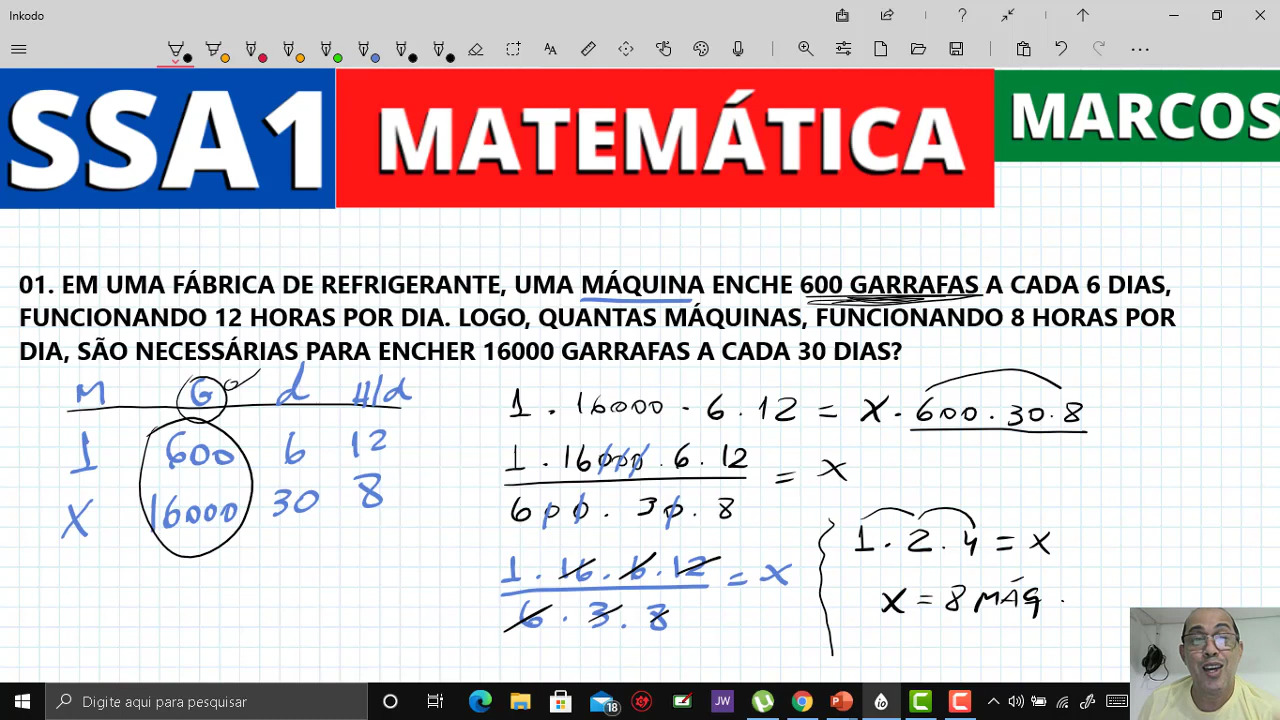 Inkodo
SSA1
MATEMÁTICA
MARCOS
01. EM UMA FÁBRICA DE REFRIGERANTE, UMA MÁQUINA ENCHE 600 GARRAFAS A CADA 6 DIAS,
FUNCIONANDO 12 HORAS POR DIA. LOGO, QUANTAS MÁQUINAS, FUNCIONANDO 8 HORAS POR
DIA, SÃO NECESSÁRIAS PARA ENCHER 16000 GARRAFAS A CADA 30 DIAS?
M G d H/d
1 600 6 12
X 16000 30 8
1 . 16000 . 6 . 12 = X . 600 . 30 . 8
1 . 16000 . 6 . 12
600 . 30 . 8
= X
1 . 16 . 6 . 12
6 . 3 . 8
= X
1 . 2 . 4 = X
X = 8 MÁQ .
Digite aqui para pesquisar
18
JW